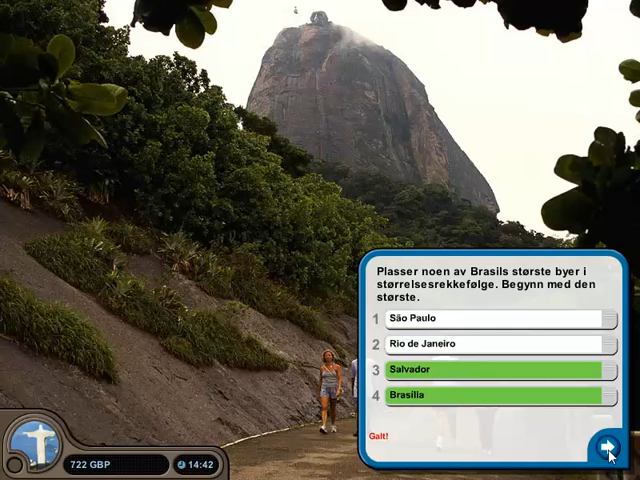 Plasser noen av Brasils største byer i
størrelsesrekkefølge. Begynn med den
største.
1 São Paulo
2 Rio de Janeiro
3 Salvador
4 Brasília
Galt!
722 GBP 14:42